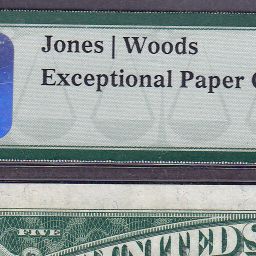 Jones | Woods
Exceptional Paper
FIVE
UNITED S